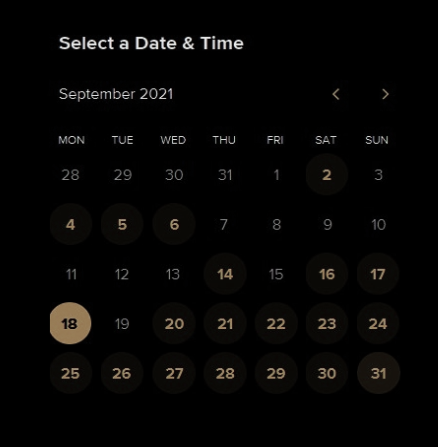 Select a Date & Time
September 2021
MON TUE WED THU FRI SAT SUN
28 29 30 31 1 2 3
4 5 6 7 8 9 10
11 12 13 14 15 16 17
18 19 20 21 22 23 24
25 26 27 28 29 30 31